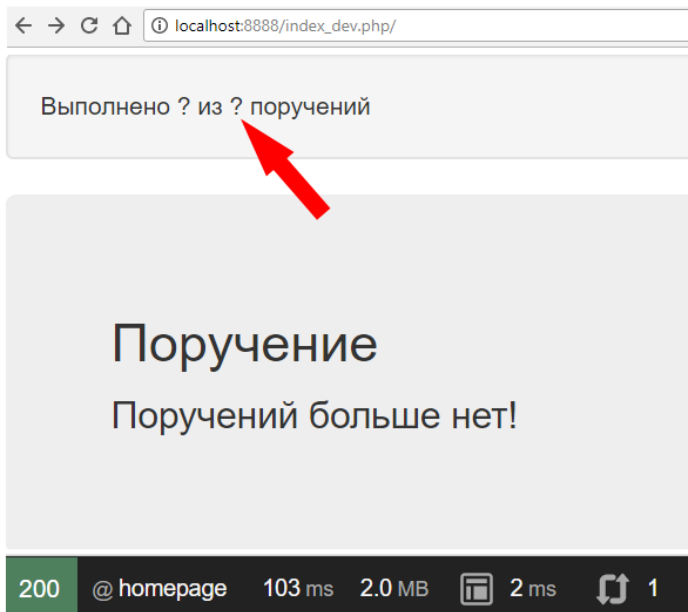 localhost:8888/index_dev.php/
Выполнено ? из ? поручений
Поручение
Поручений больше нет!
200 @ homepage 103 ms 2.0 MB 2 ms 1